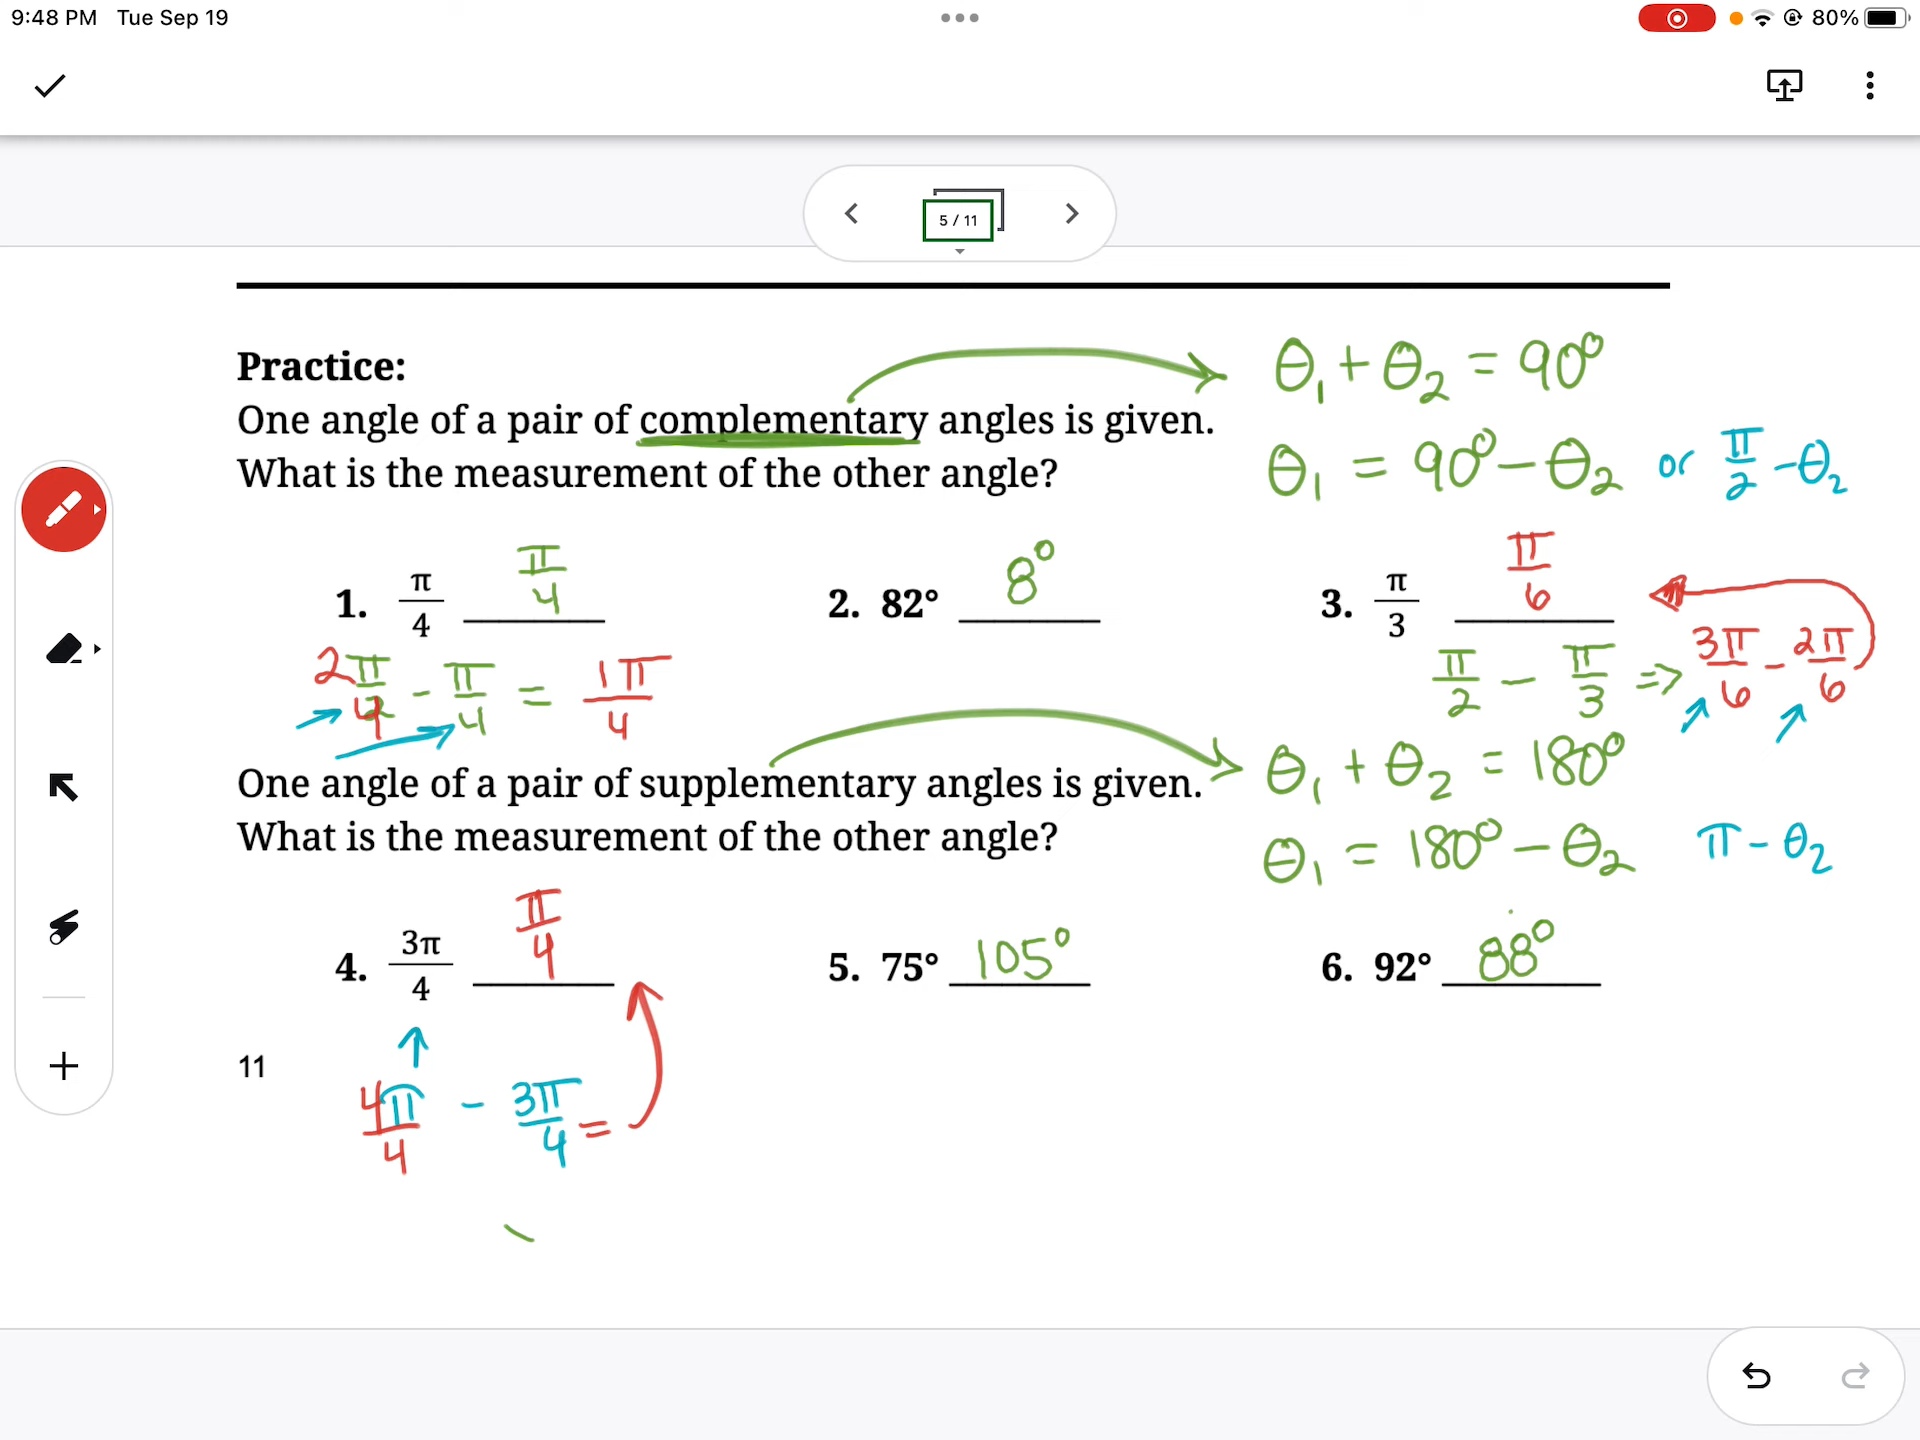 9:48 PM Tue Sep 19
80%
5 / 11
Practice:
One angle of a pair of complementary angles is given.
What is the measurement of the other angle?
θ₁ + θ₂ = 90°
θ₁ = 90° − θ₂ or π/2 − θ₂
1. π/4 π/4
2. 82° 8°
3. π/3 π/6
2π/4 − π/4 = 1π/4
π/2 − π/3 => 3π/6 − 2π/6
One angle of a pair of supplementary angles is given.
What is the measurement of the other angle?
θ₁ + θ₂ = 180°
θ₁ = 180° − θ₂ π − θ₂
4. 3π/4 π/4
5. 75° 105°
6. 92° 88°
4π/4 − 3π/4 =
11